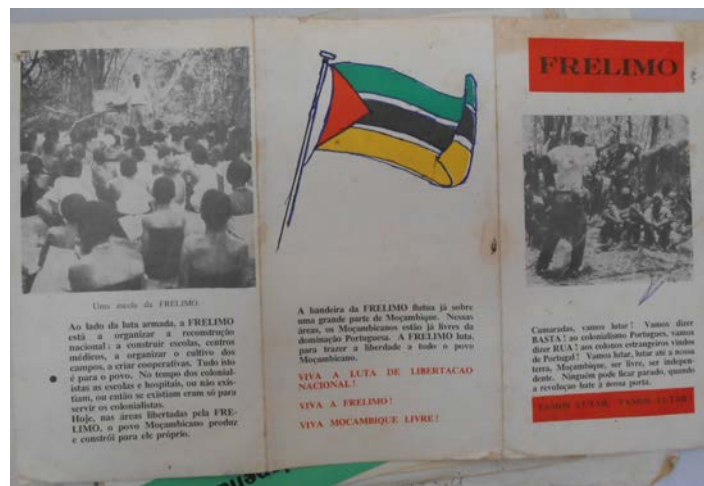 Uma escola da FRELIMO.
Ao lado da luta armada, a FRELIMO
está a organizar a reconstrução
nacional: a construir escolas, centros
médicos, a organizar o cultivo dos
campos, a criar cooperativas. Tudo isto
é para o povo. No tempo dos colonial-
istas as escolas e hospitais, ou não exis-
tiam, ou então se existiam eram só para
servir os colonialistas.
Hoje, nas áreas libertadas pela FRE-
LIMO, o povo Moçambicano produz
e constrói para ele próprio.
A bandeira da FRELIMO flutua já sobre
uma grande parte de Moçambique. Nessas
áreas, os Moçambicanos estão já livres da
dominação Portuguesa. A FRELIMO luta,
para trazer a liberdade a todo o povo
Moçambicano.
VIVA A LUTA DE LIBERTACAO
NACIONAL!
VIVA A FRELIMO!
VIVA MOCAMBIQUE LIVRE!
FRELIMO
Camaradas, vamos lutar! Vamos dizer
BASTA! ao colonialismo Portugues, vamos
dizer RUA! aos colonos estrangeiros vindos
de Portugal! Vamos lutar, lutar até a nossa
terra, Moçambique, ser livre, ser indepen-
dente. Ninguém pode ficar parado, quando
a revoluçao bate à nossa porta.
VAMOS LUTAR, VAMOS LUTAR!